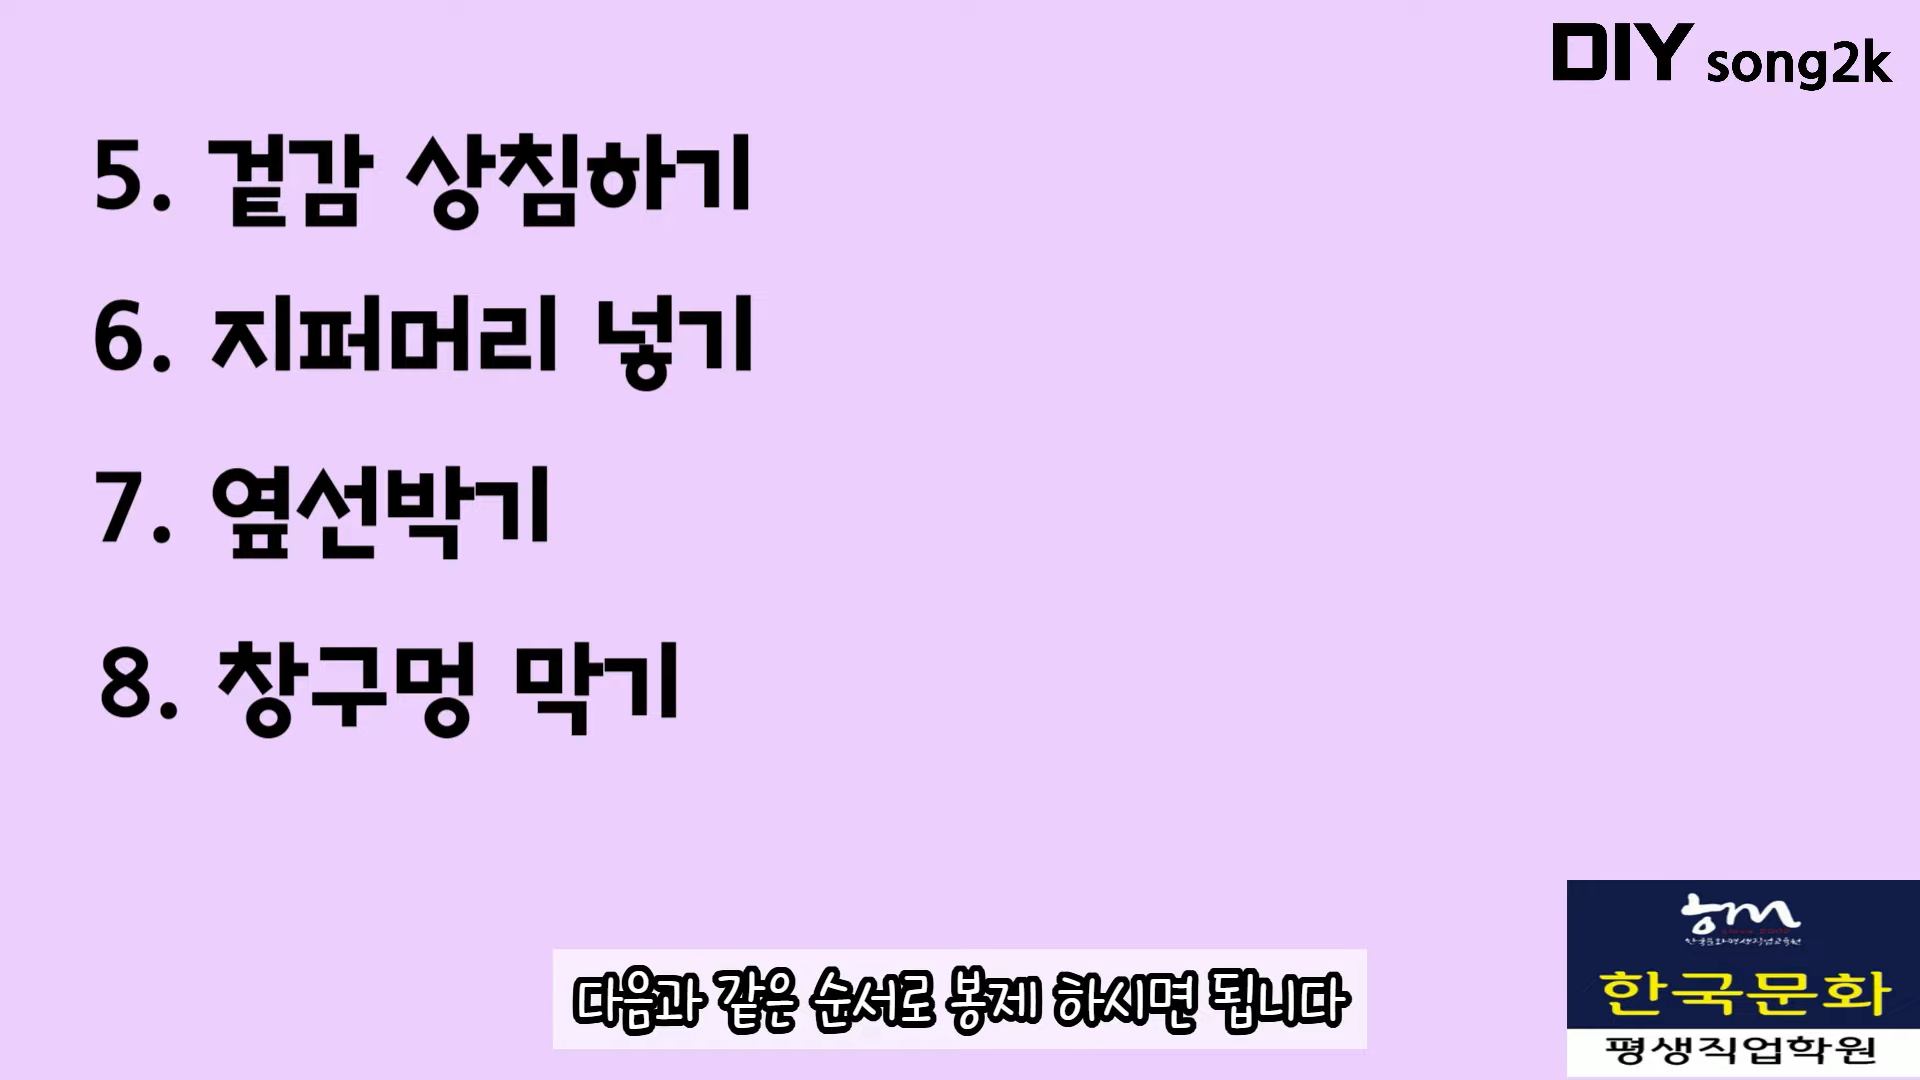 DIY song2k
5. 겉감 상침하기
6. 지퍼머리 넣기
7. 옆선박기
8. 창구멍 막기
다음과 같은 순서로 봉제 하시면 됩니다
한국문화
평생직업학원